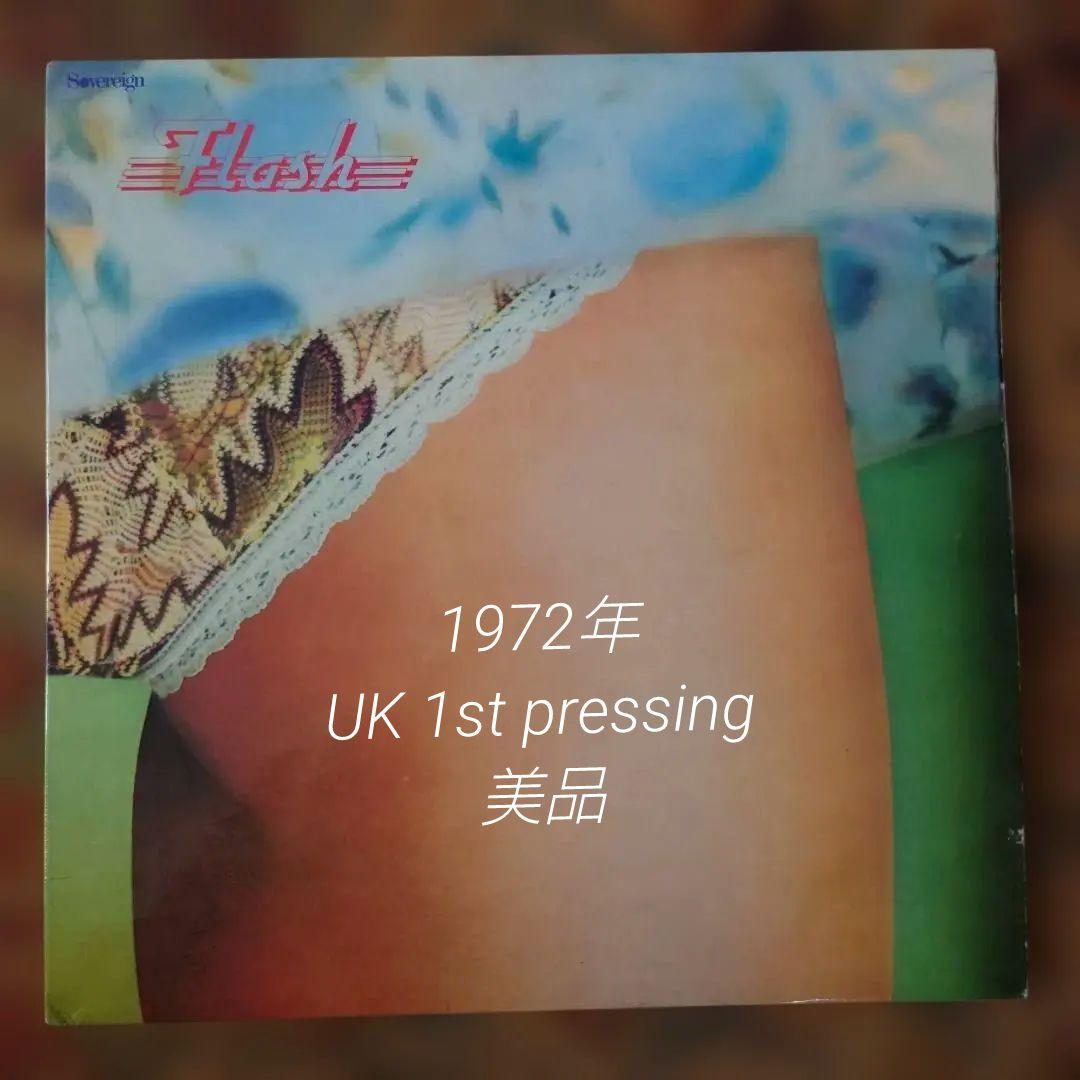 Sovereign
Flash
1972年
UK 1st pressing
美品